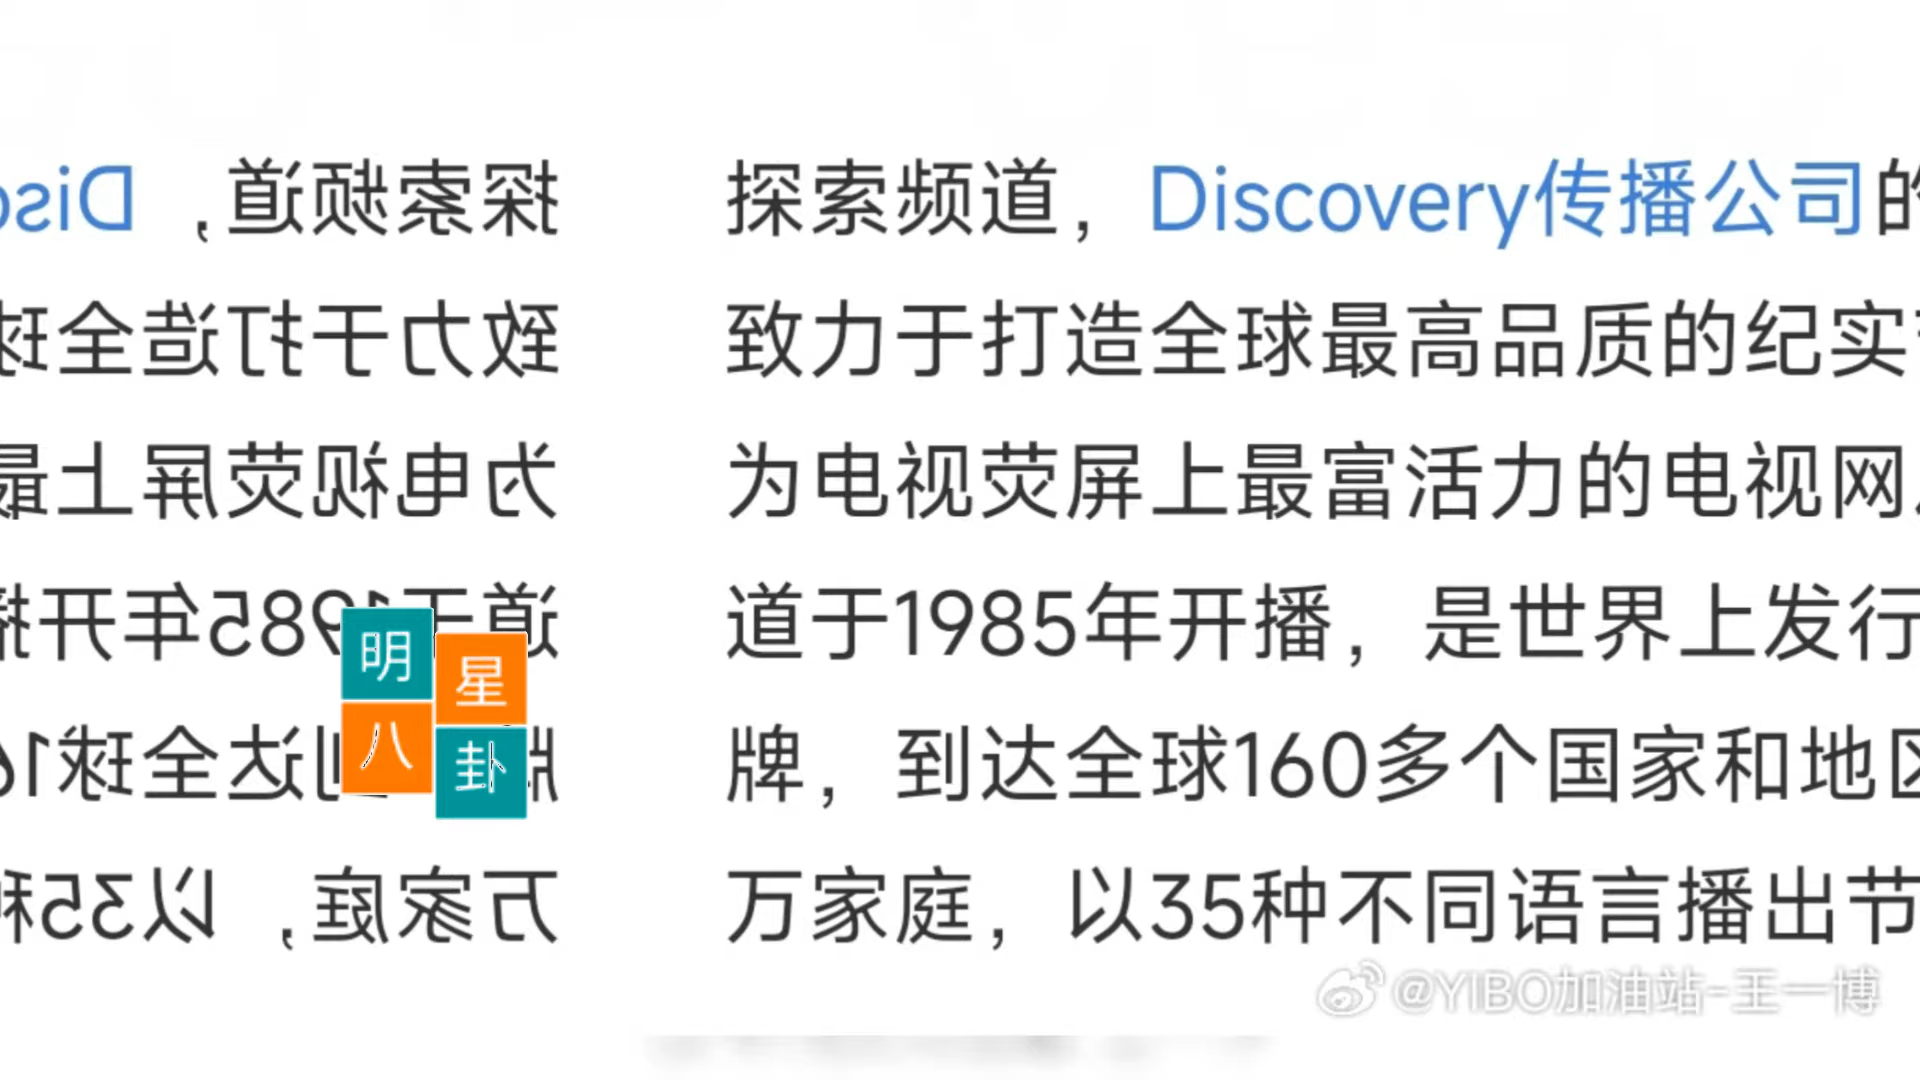 探索频道，Discovery传播公司的
致力于打造全球最高品质的纪实
为电视荧屏上最富活力的电视网
道于1985年开播，是世界上发行
牌，到达全球160多个国家和地区
万家庭，以35种不同语言播出节
明星
八卦
@YIBO加油站-王一博